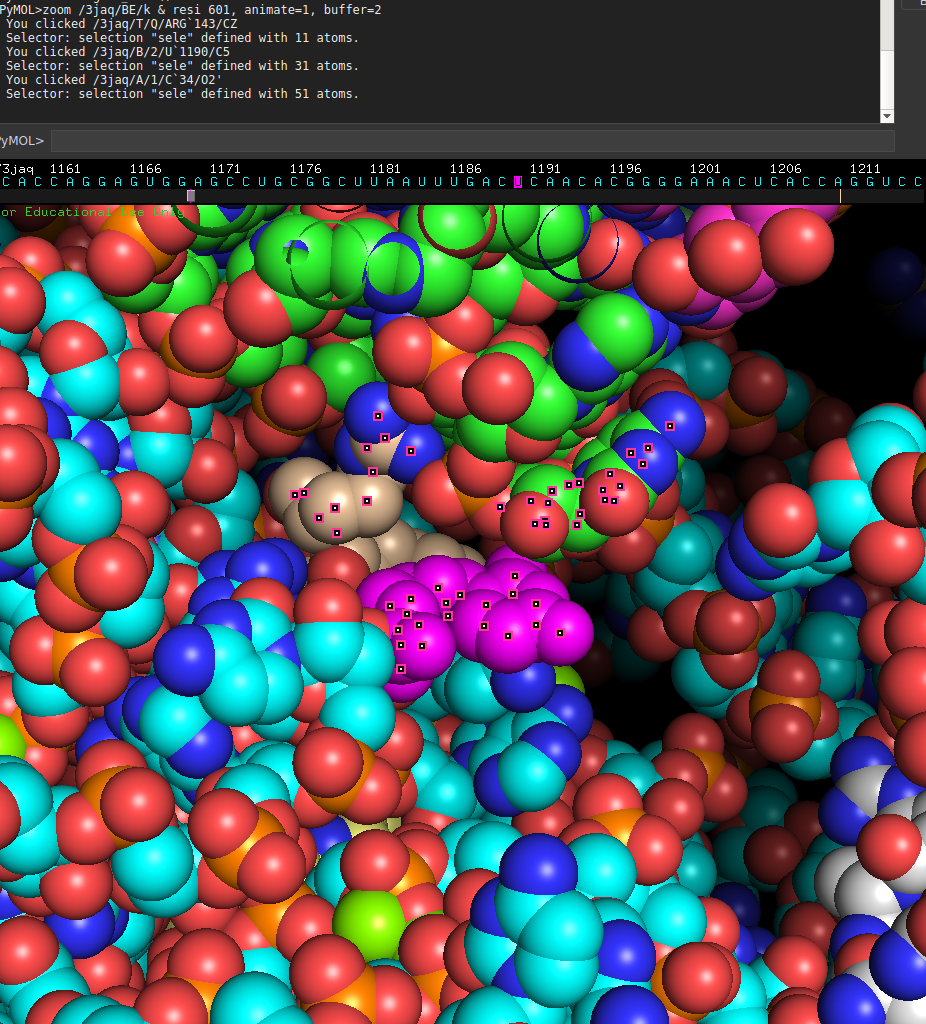 PyMOL>zoom /3jaq/BE/k & resi 601, animate=1, buffer=2
You clicked /3jaq/T/Q/ARG`143/CZ
Selector: selection "sele" defined with 11 atoms.
You clicked /3jaq/B/2/U`1190/C5
Selector: selection "sele" defined with 31 atoms.
You clicked /3jaq/A/1/C`34/O2'
Selector: selection "sele" defined with 51 atoms.
PyMOL>
/3jaq 1161 1166 1171 1176 1181 1186 1191 1196 1201 1206 1211
C A C C A G G A G U G G A G C C U G C G G C U U A A U U U G A C U C A A C A C G G G A A A C C U C A C C A G G U C C
or Educational Use Only